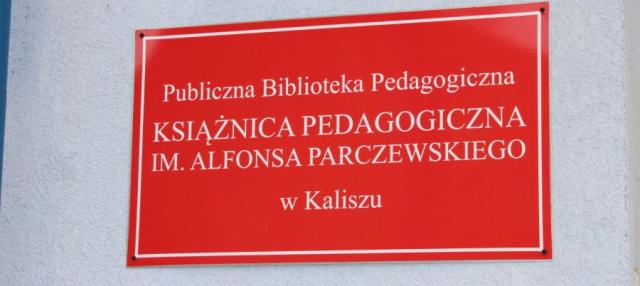 Publiczna Biblioteka Pedagogiczna
KSIĄŻNICA PEDAGOGICZNA
IM. ALFONSA PARCZEWSKIEGO
w Kaliszu